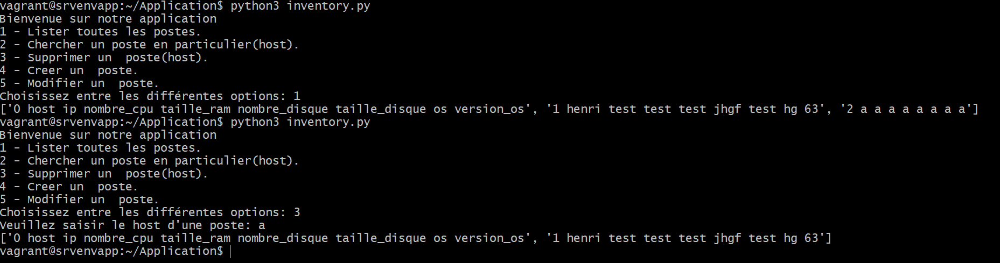 vagrant@srvenvapp:~/Application$ python3 inventory.py
Bienvenue sur notre application
1 - Lister toutes les postes.
2 - Chercher un poste en particulier(host).
3 - Supprimer un  poste(host).
4 - Creer un  poste.
5 - Modifier un  poste.
Choisissez entre les différentes options: 1
['0 host ip nombre_cpu taille_ram nombre_disque taille_disque os version_os', '1 henri test test test jhgf test hg 63', '2 a a a a a a a a']
vagrant@srvenvapp:~/Application$ python3 inventory.py
Bienvenue sur notre application
1 - Lister toutes les postes.
2 - Chercher un poste en particulier(host).
3 - Supprimer un  poste(host).
4 - Creer un  poste.
5 - Modifier un  poste.
Choisissez entre les différentes options: 3
Veuillez saisir le host d'une poste: a
['0 host ip nombre_cpu taille_ram nombre_disque taille_disque os version_os', '1 henri test test test jhgf test hg 63']
vagrant@srvenvapp:~/Application$